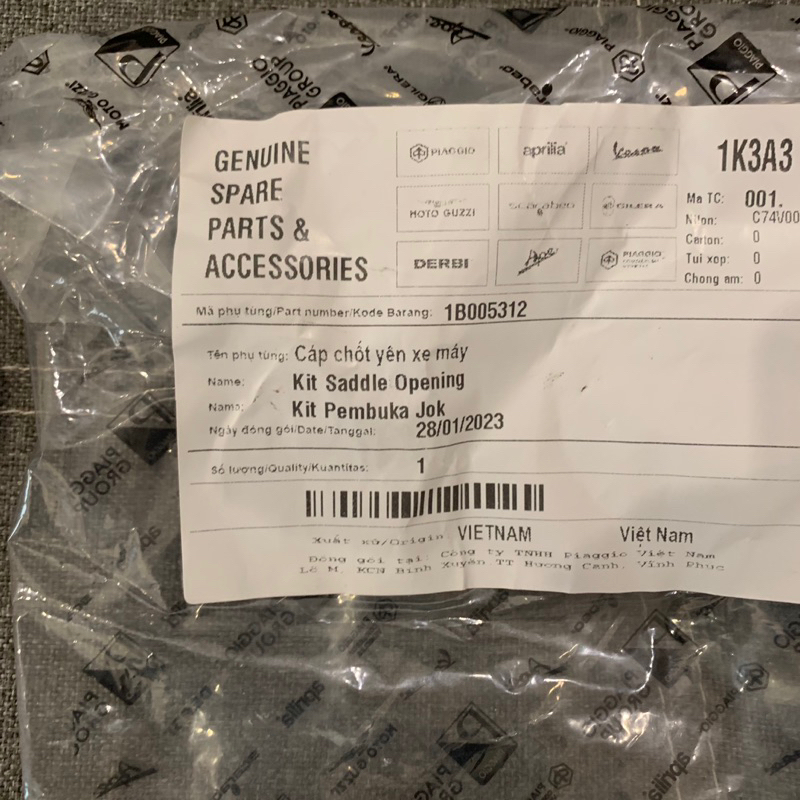 GENUINE
SPARE
PARTS &
ACCESSORIES
PIAGGIO aprilia Vespa
MOTO GUZZI scarabeo GILERA
DERBI Ape PIAGGIO
1K3A3
Ma TC: 001.
Nilon: C74V00
Carton: 0
Tui xop: 0
Chong am: 0
Mã phụ tùng/Part number/Kode Barang: 1B005312
Tên phụ tùng: Cáp chốt yên xe máy
Name: Kit Saddle Opening
Nama: Kit Pembuka Jok
Ngày đóng gói/Date/Tanggal: 28/01/2023
Số lượng/Quality/Kuantitas: 1
Xuất xứ/Origin VIETNAM Việt Nam
Đóng gói tại: Công ty TNHH Piaggio Việt Nam
Lô M, KCN Bình Xuyên, TT Hương Canh, Vĩnh Phúc